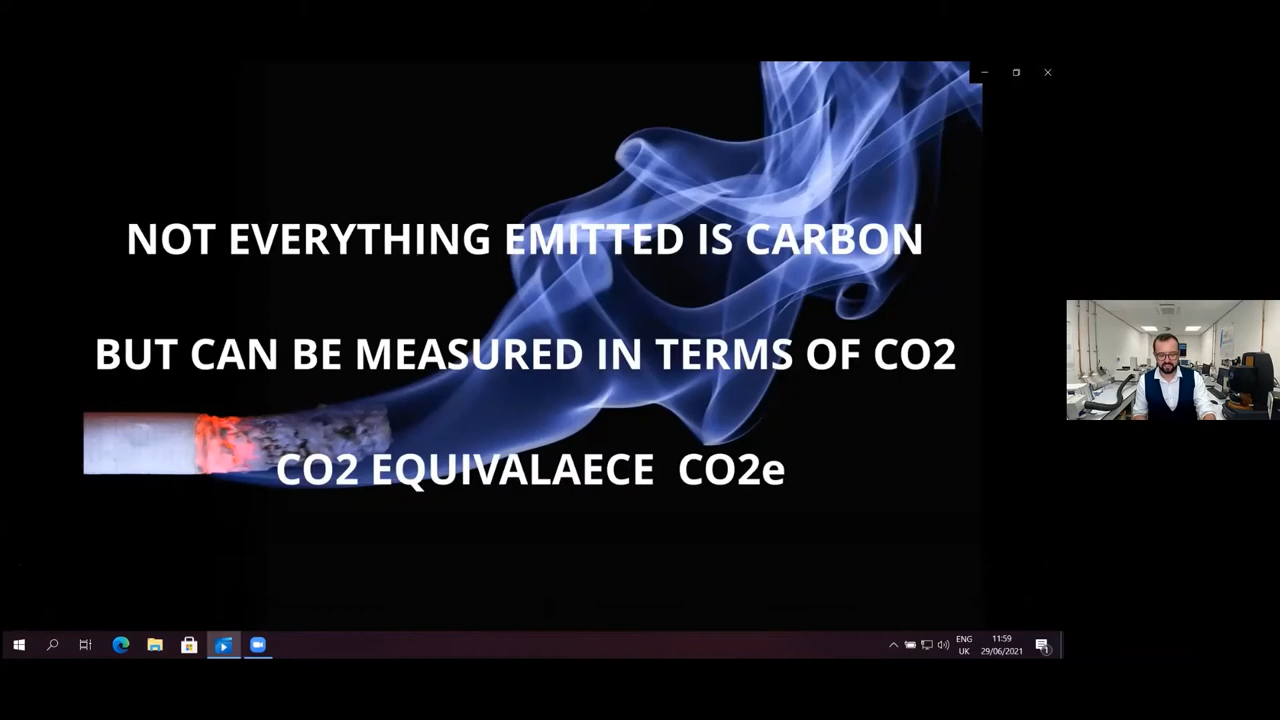 NOT EVERYTHING EMITTED IS CARBON
BUT CAN BE MEASURED IN TERMS OF CO2
CO2 EQUIVALAECE CO2e
ENG
UK
11:59
29/06/2021
1